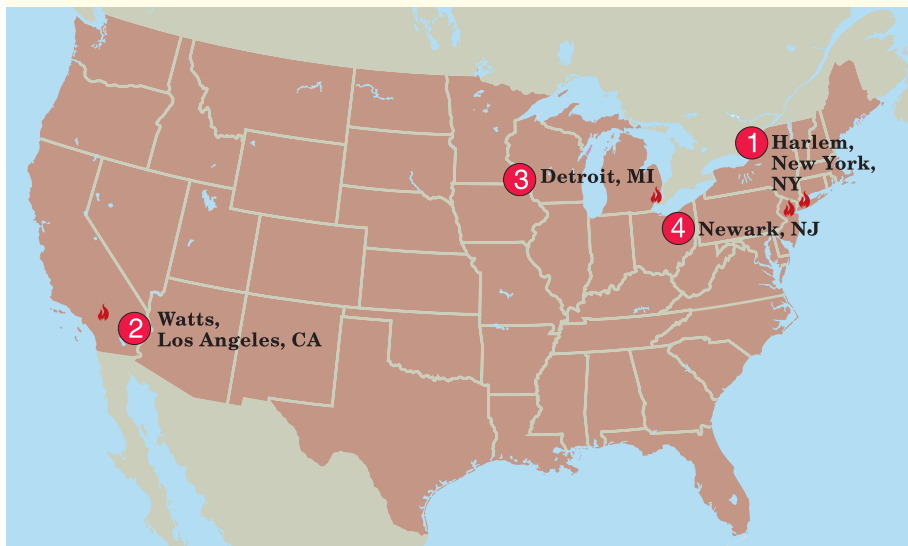 1
Harlem,
New York,
NY
3
Detroit, MI
4
Newark, NJ
2
Watts,
Los Angeles, CA